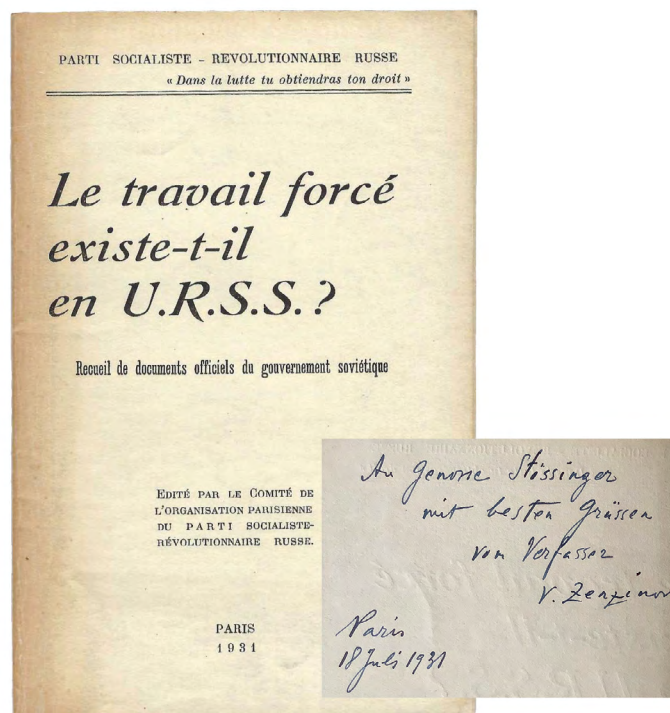 PARTI SOCIALISTE - REVOLUTIONNAIRE RUSSE
« Dans la lutte tu obtiendras ton droit »
Le travail forcé
existe-t-il
en U.R.S.S.?
Recueil de documents officiels du gouvernement soviétique
EDITÉ PAR LE COMITÉ DE
L'ORGANISATION PARISIENNE
DU PARTI SOCIALISTE-
RÉVOLUTIONNAIRE RUSSE.
PARIS
1931
An Genosse Stössinger
mit besten Grüssen
vom Verfasser
V. Zenzinov
Paris
18 Juli 1931